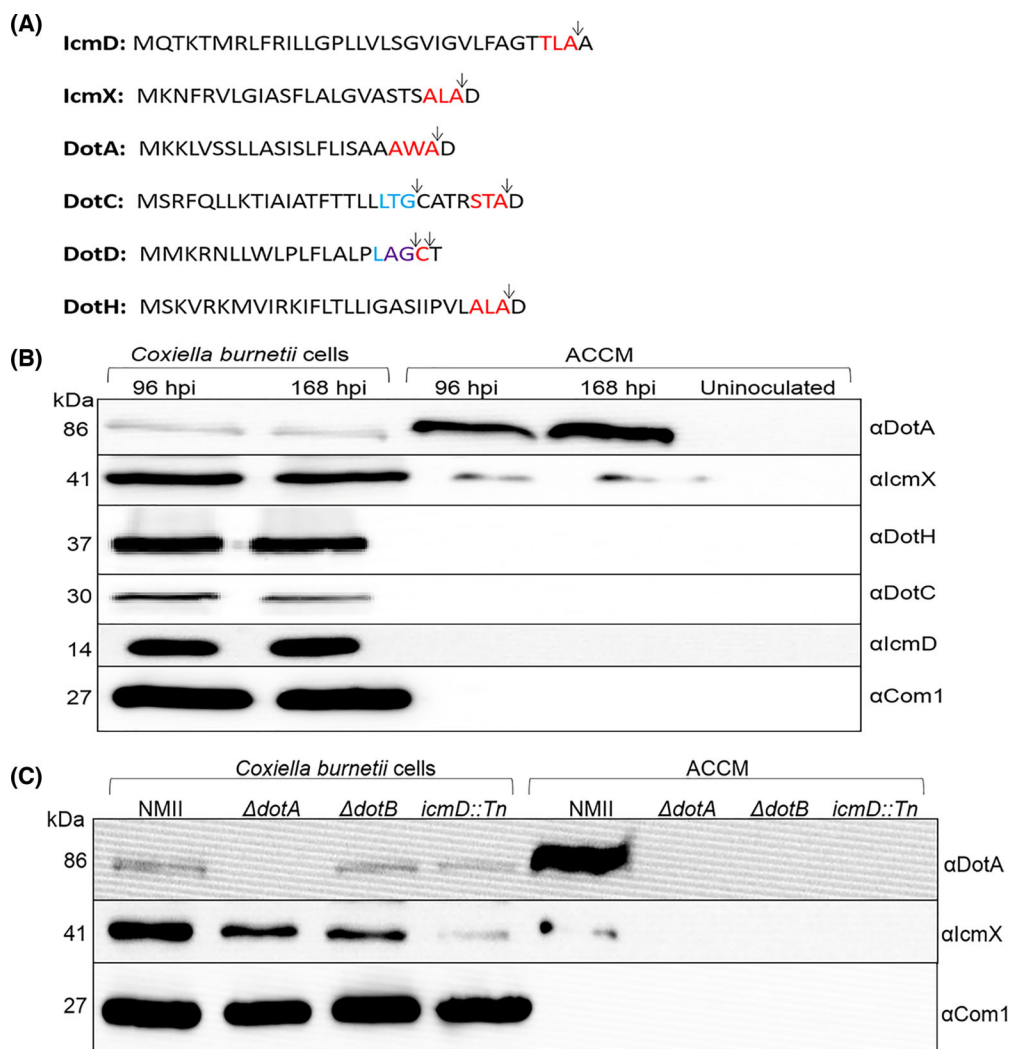 (A)
IcmD: MQTKTMRLFRILLGPLLVLSGVIGVLFAGTTLAA
IcmX: MKNFRVLGIASFLALGVASTSALAD
DotA: MKKLVSSLLASISLFLISAAAWAD
DotC: MSRFQLLKTIAIATFTTLLLTGCATRSTAD
DotD: MMKRNLLWLPLFLALPLAGCT
DotH: MSKVRKMVIRKIFLTLLIGASIIPVLALAD
(B)
Coxiella burnetii cells ACCM
96 hpi 168 hpi 96 hpi 168 hpi Uninoculated
kDa
86 αDotA
41 αIcmX
37 αDotH
30 αDotC
14 αIcmD
27 αCom1
(C)
Coxiella burnetii cells ACCM
NMII ΔdotA ΔdotB icmD::Tn NMII ΔdotA ΔdotB icmD::Tn
kDa
86 αDotA
41 αIcmX
27 αCom1